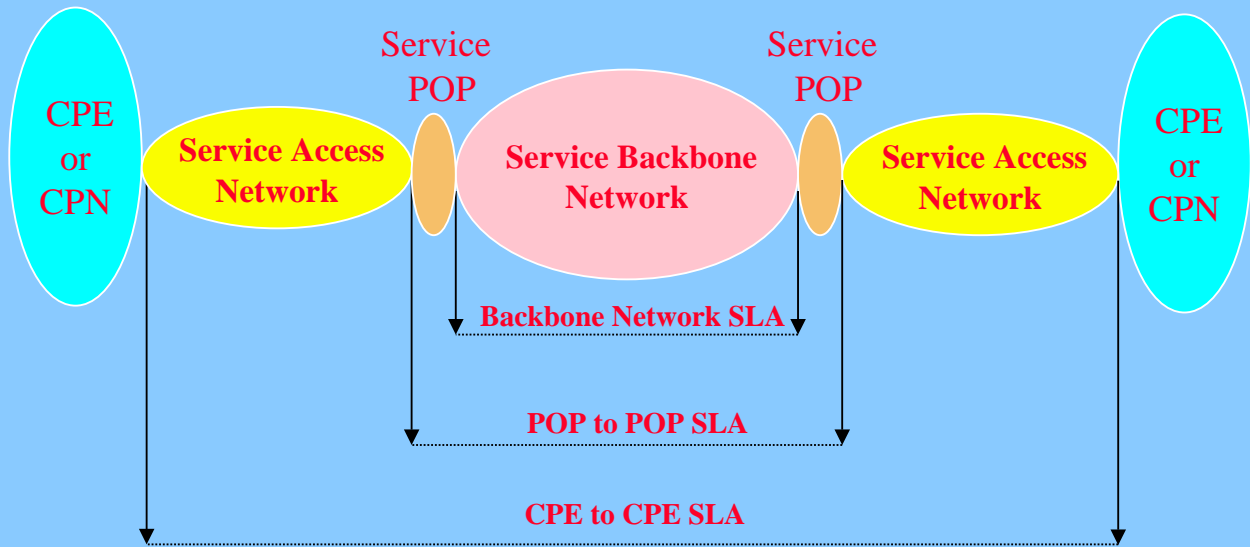 Service
POP
Service
POP
CPE
or
CPN
Service Access
Network
Service Backbone
Network
Service Access
Network
CPE
or
CPN
Backbone Network SLA
POP to POP SLA
CPE to CPE SLA